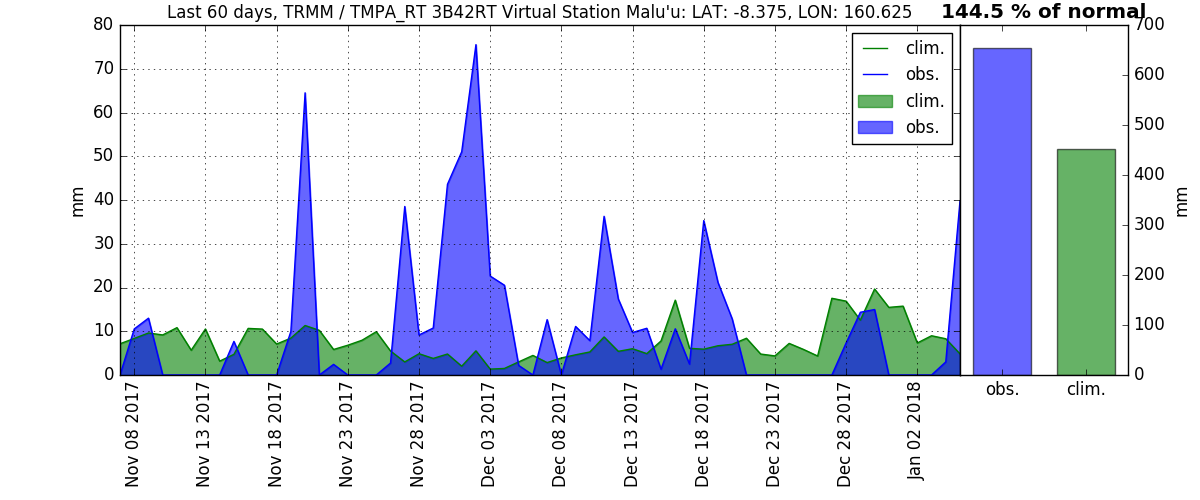 Last 60 days, TRMM / TMPA_RT 3B42RT Virtual Station Malu'u: LAT: -8.375, LON: 160.625
144.5 % of normal
80
70
60
50
40
30
20
10
0
mm
clim.
obs.
clim.
obs.
Nov 08 2017
Nov 13 2017
Nov 18 2017
Nov 23 2017
Nov 28 2017
Dec 03 2017
Dec 08 2017
Dec 13 2017
Dec 18 2017
Dec 23 2017
Dec 28 2017
Jan 02 2018
700
600
500
400
300
200
100
0
mm
obs.
clim.